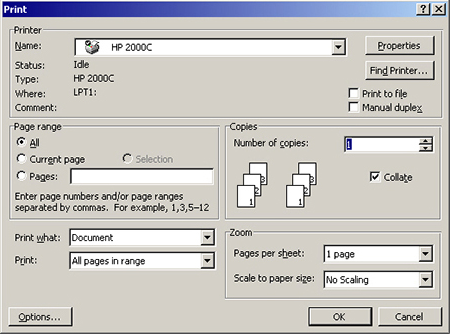 Print
Printer
Name: HP 2000C
Properties
Status: Idle
Type: HP 2000C
Find Printer...
Where: LPT1:
Print to file
Comment:
Manual duplex
Page range
All
Current page Selection
Pages:
Enter page numbers and/or page ranges
separated by commas. For example, 1,3,5–12
Copies
Number of copies: 1
3 3
2 2
1 1
Collate
Print what: Document
Print: All pages in range
Zoom
Pages per sheet: 1 page
Scale to paper size: No Scaling
Options... OK Cancel